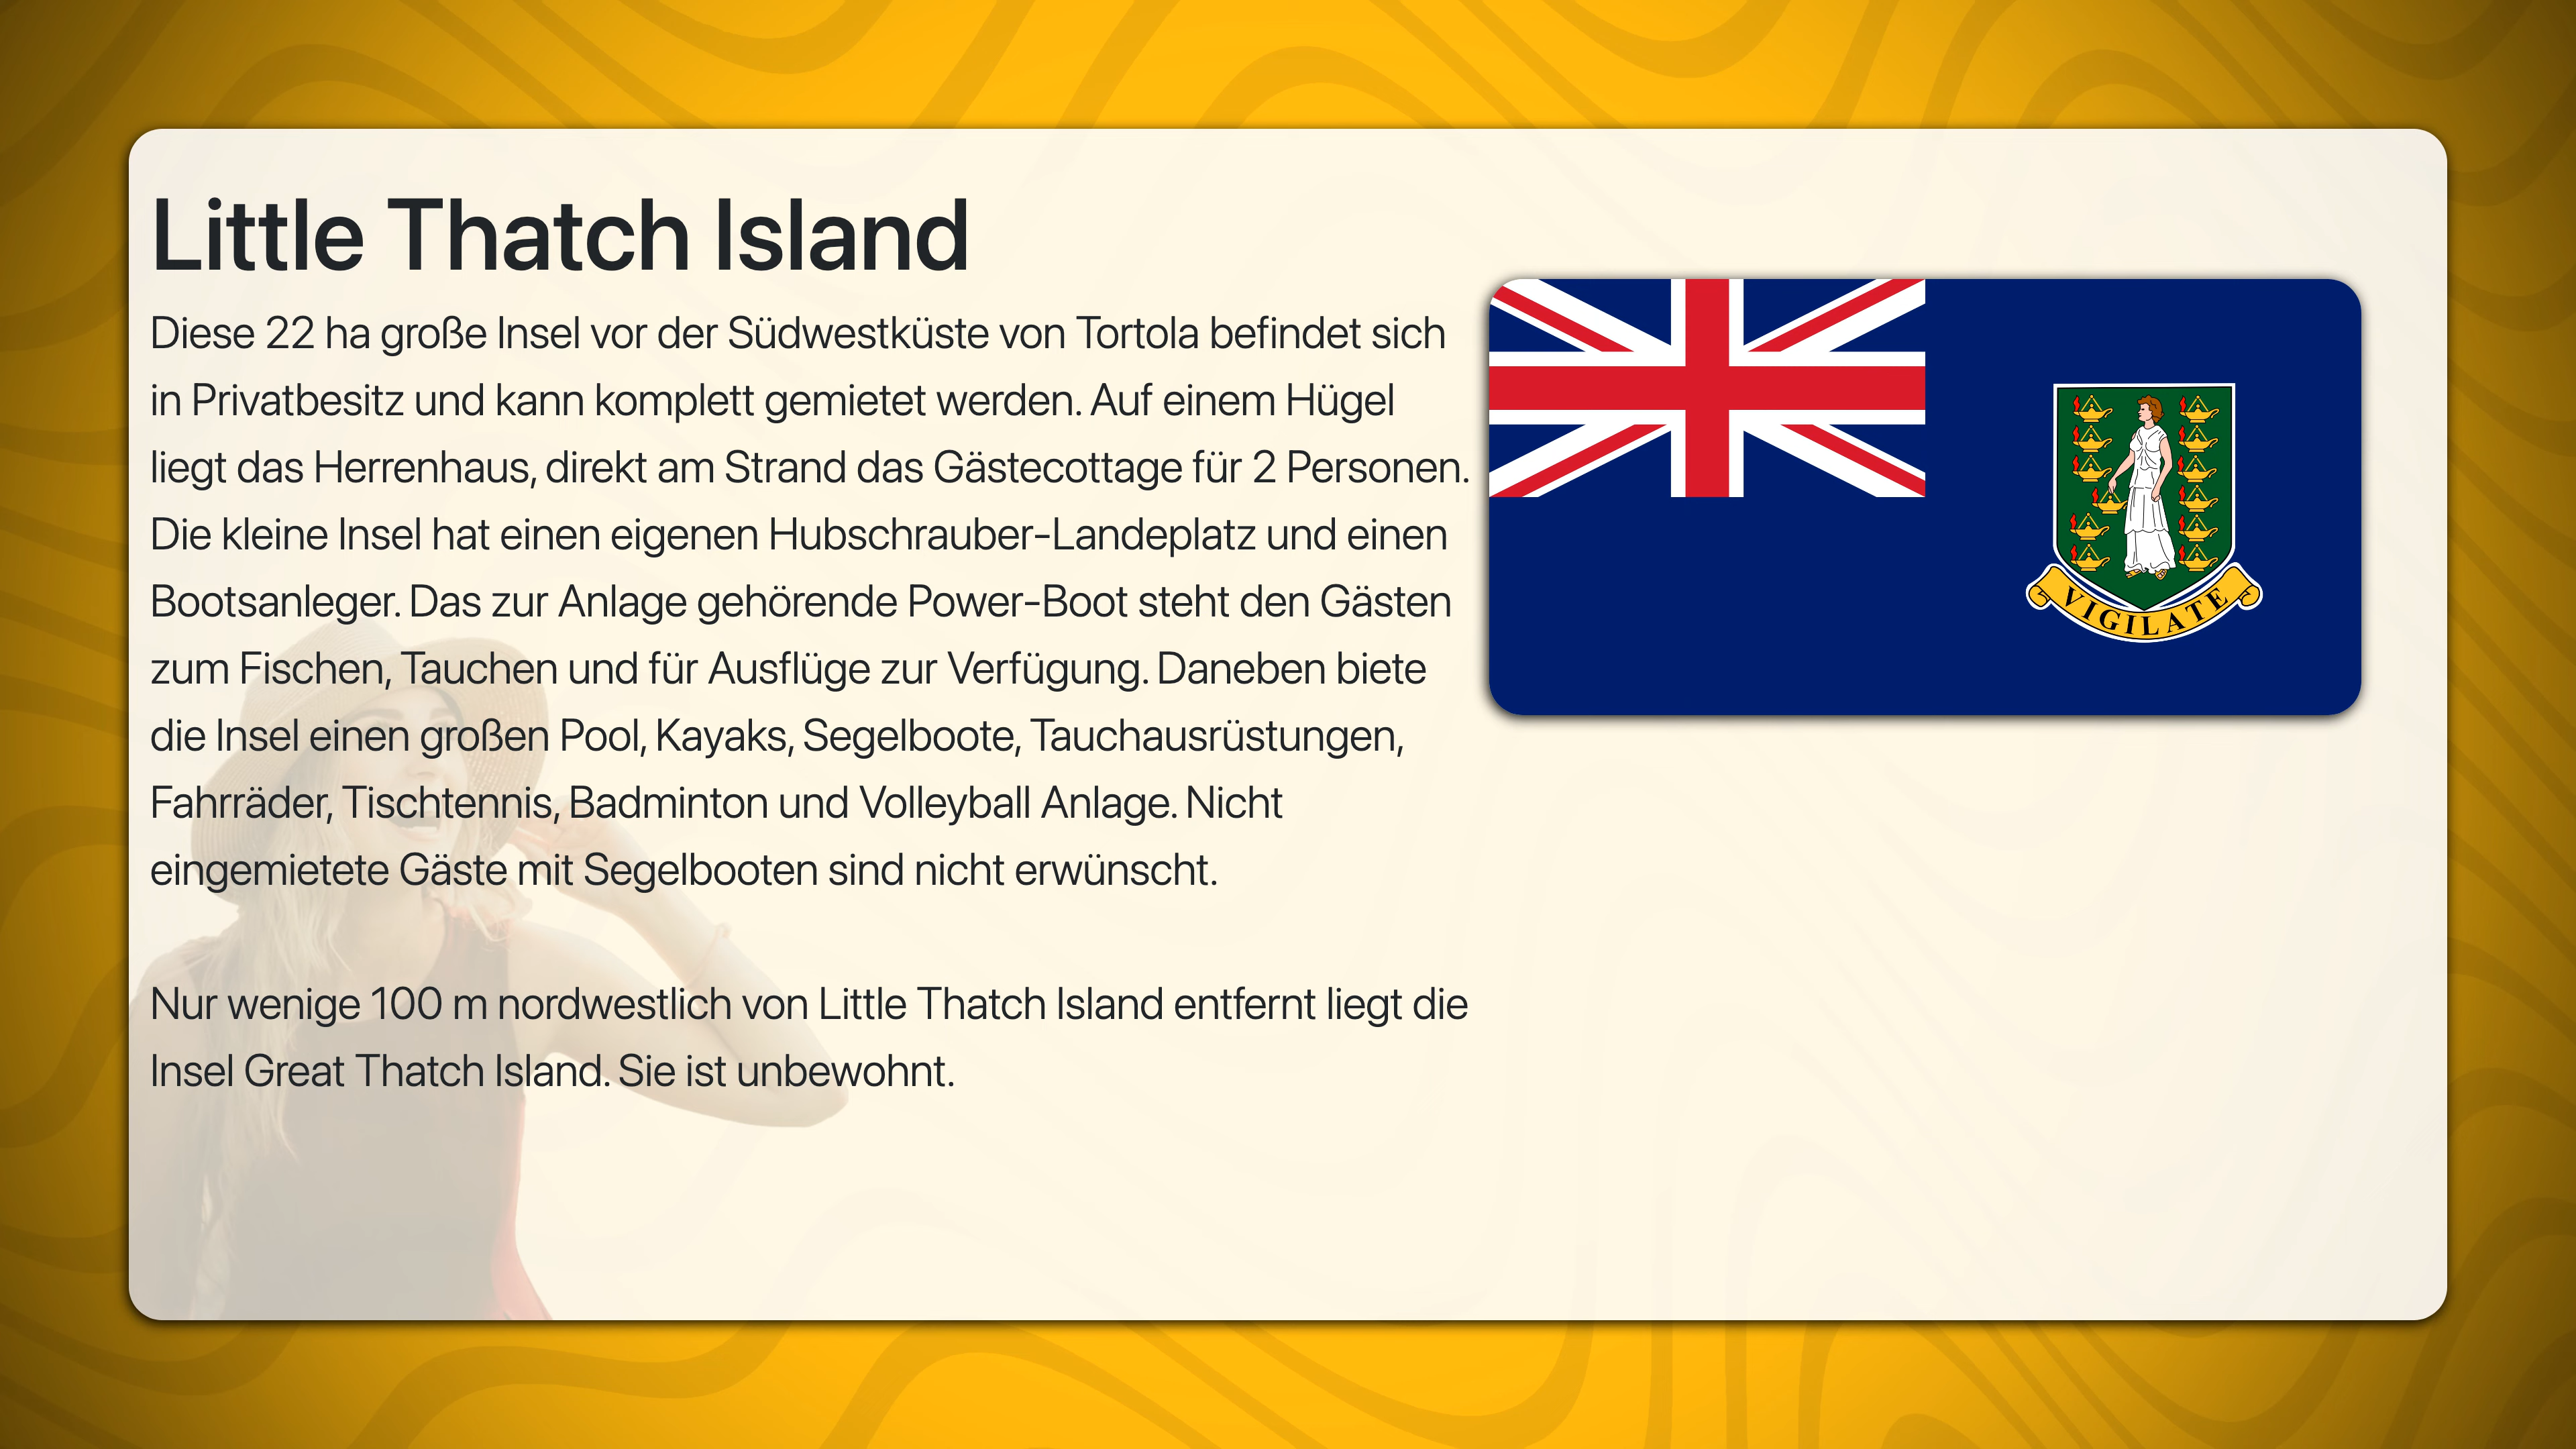 Little Thatch Island
Diese 22 ha große Insel vor der Südwestküste von Tortola befindet sich
in Privatbesitz und kann komplett gemietet werden. Auf einem Hügel
liegt das Herrenhaus, direkt am Strand das Gästecottage für 2 Personen.
Die kleine Insel hat einen eigenen Hubschrauber-Landeplatz und einen
Bootsanleger. Das zur Anlage gehörende Power-Boot steht den Gästen
zum Fischen, Tauchen und für Ausflüge zur Verfügung. Daneben biete
die Insel einen großen Pool, Kayaks, Segelboote, Tauchausrüstungen,
Fahrräder, Tischtennis, Badminton und Volleyball Anlage. Nicht
eingemietete Gäste mit Segelbooten sind nicht erwünscht.
Nur wenige 100 m nordwestlich von Little Thatch Island entfernt liegt die
Insel Great Thatch Island. Sie ist unbewohnt.
VIGILATE